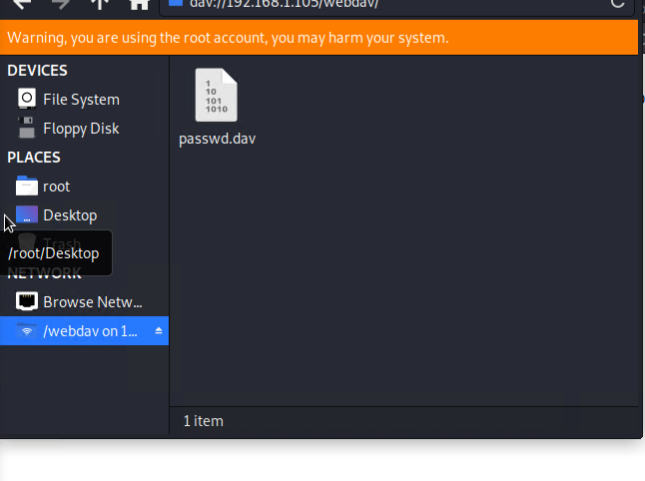 dav://192.168.1.105/webdav/
Warning, you are using the root account, you may harm your system.
DEVICES
File System
Floppy Disk
PLACES
root
Desktop
Trash
/root/Desktop
NETWORK
Browse Netw...
/webdav on 1...
1
10
101
1010
passwd.dav
1 item